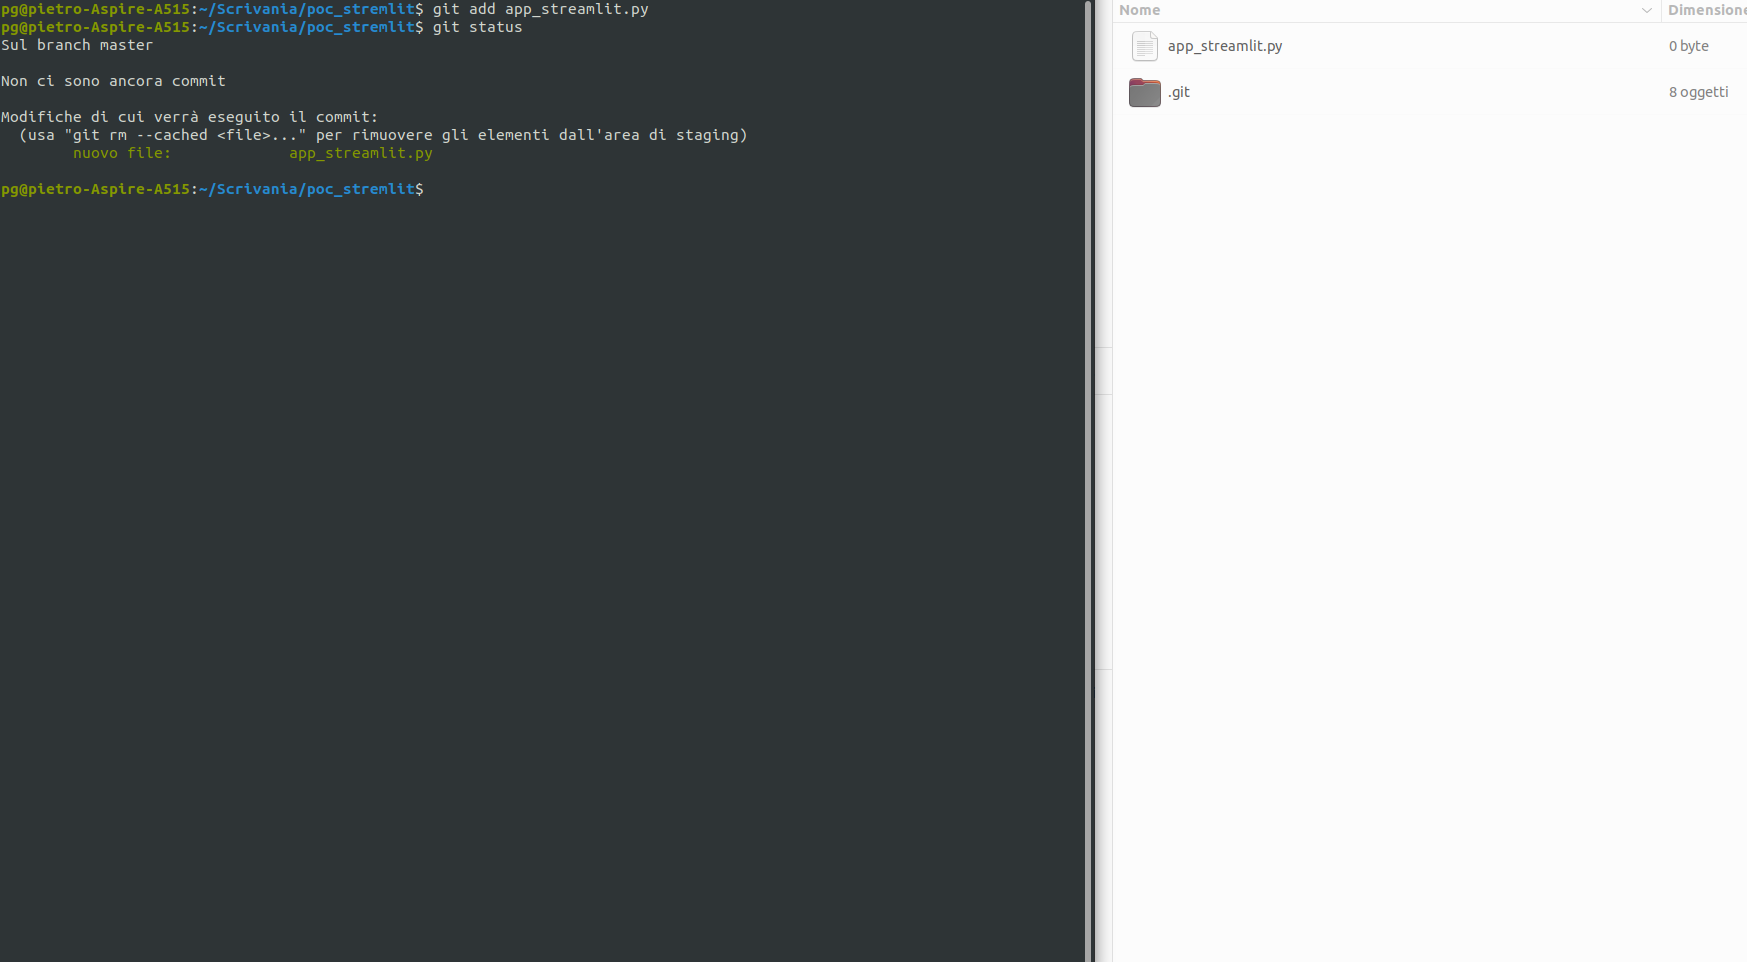 pg@pietro-Aspire-A515:~/Scrivania/poc_stremlit$ git add app_streamlit.py
pg@pietro-Aspire-A515:~/Scrivania/poc_stremlit$ git status
Sul branch master
Non ci sono ancora commit
Modifiche di cui verrà eseguito il commit:
  (usa "git rm --cached <file>..." per rimuovere gli elementi dall'area di staging)
        nuovo file:             app_streamlit.py
pg@pietro-Aspire-A515:~/Scrivania/poc_stremlit$
Nome Dimensione
app_streamlit.py 0 byte
.git 8 oggetti